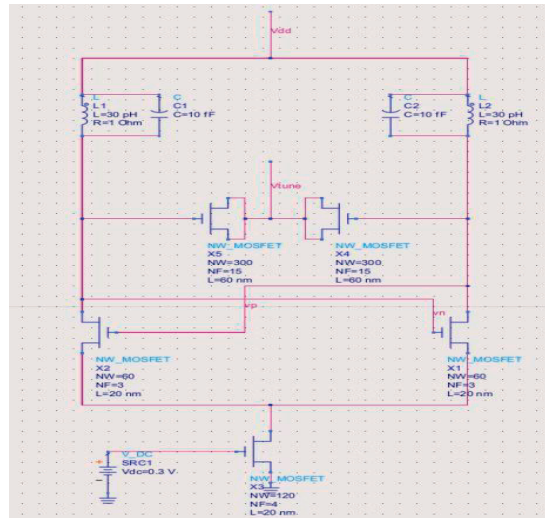 Vdd
L
L1
L=30 pH
R=1 Ohm
C
C1
C=10 fF
C
C2
C=10 fF
L
L2
L=30 pH
R=1 Ohm
Vtune
NW_MOSFET
X5
NW=300
NF=15
L=60 nm
NW_MOSFET
X4
NW=300
NF=15
L=60 nm
vp
vn
NW_MOSFET
X2
NW=60
NF=3
L=20 nm
NW_MOSFET
X1
NW=60
NF=3
L=20 nm
V_DC
SRC1
Vdc=0.3 V
NW_MOSFET
X3
NW=120
NF=4
L=20 nm